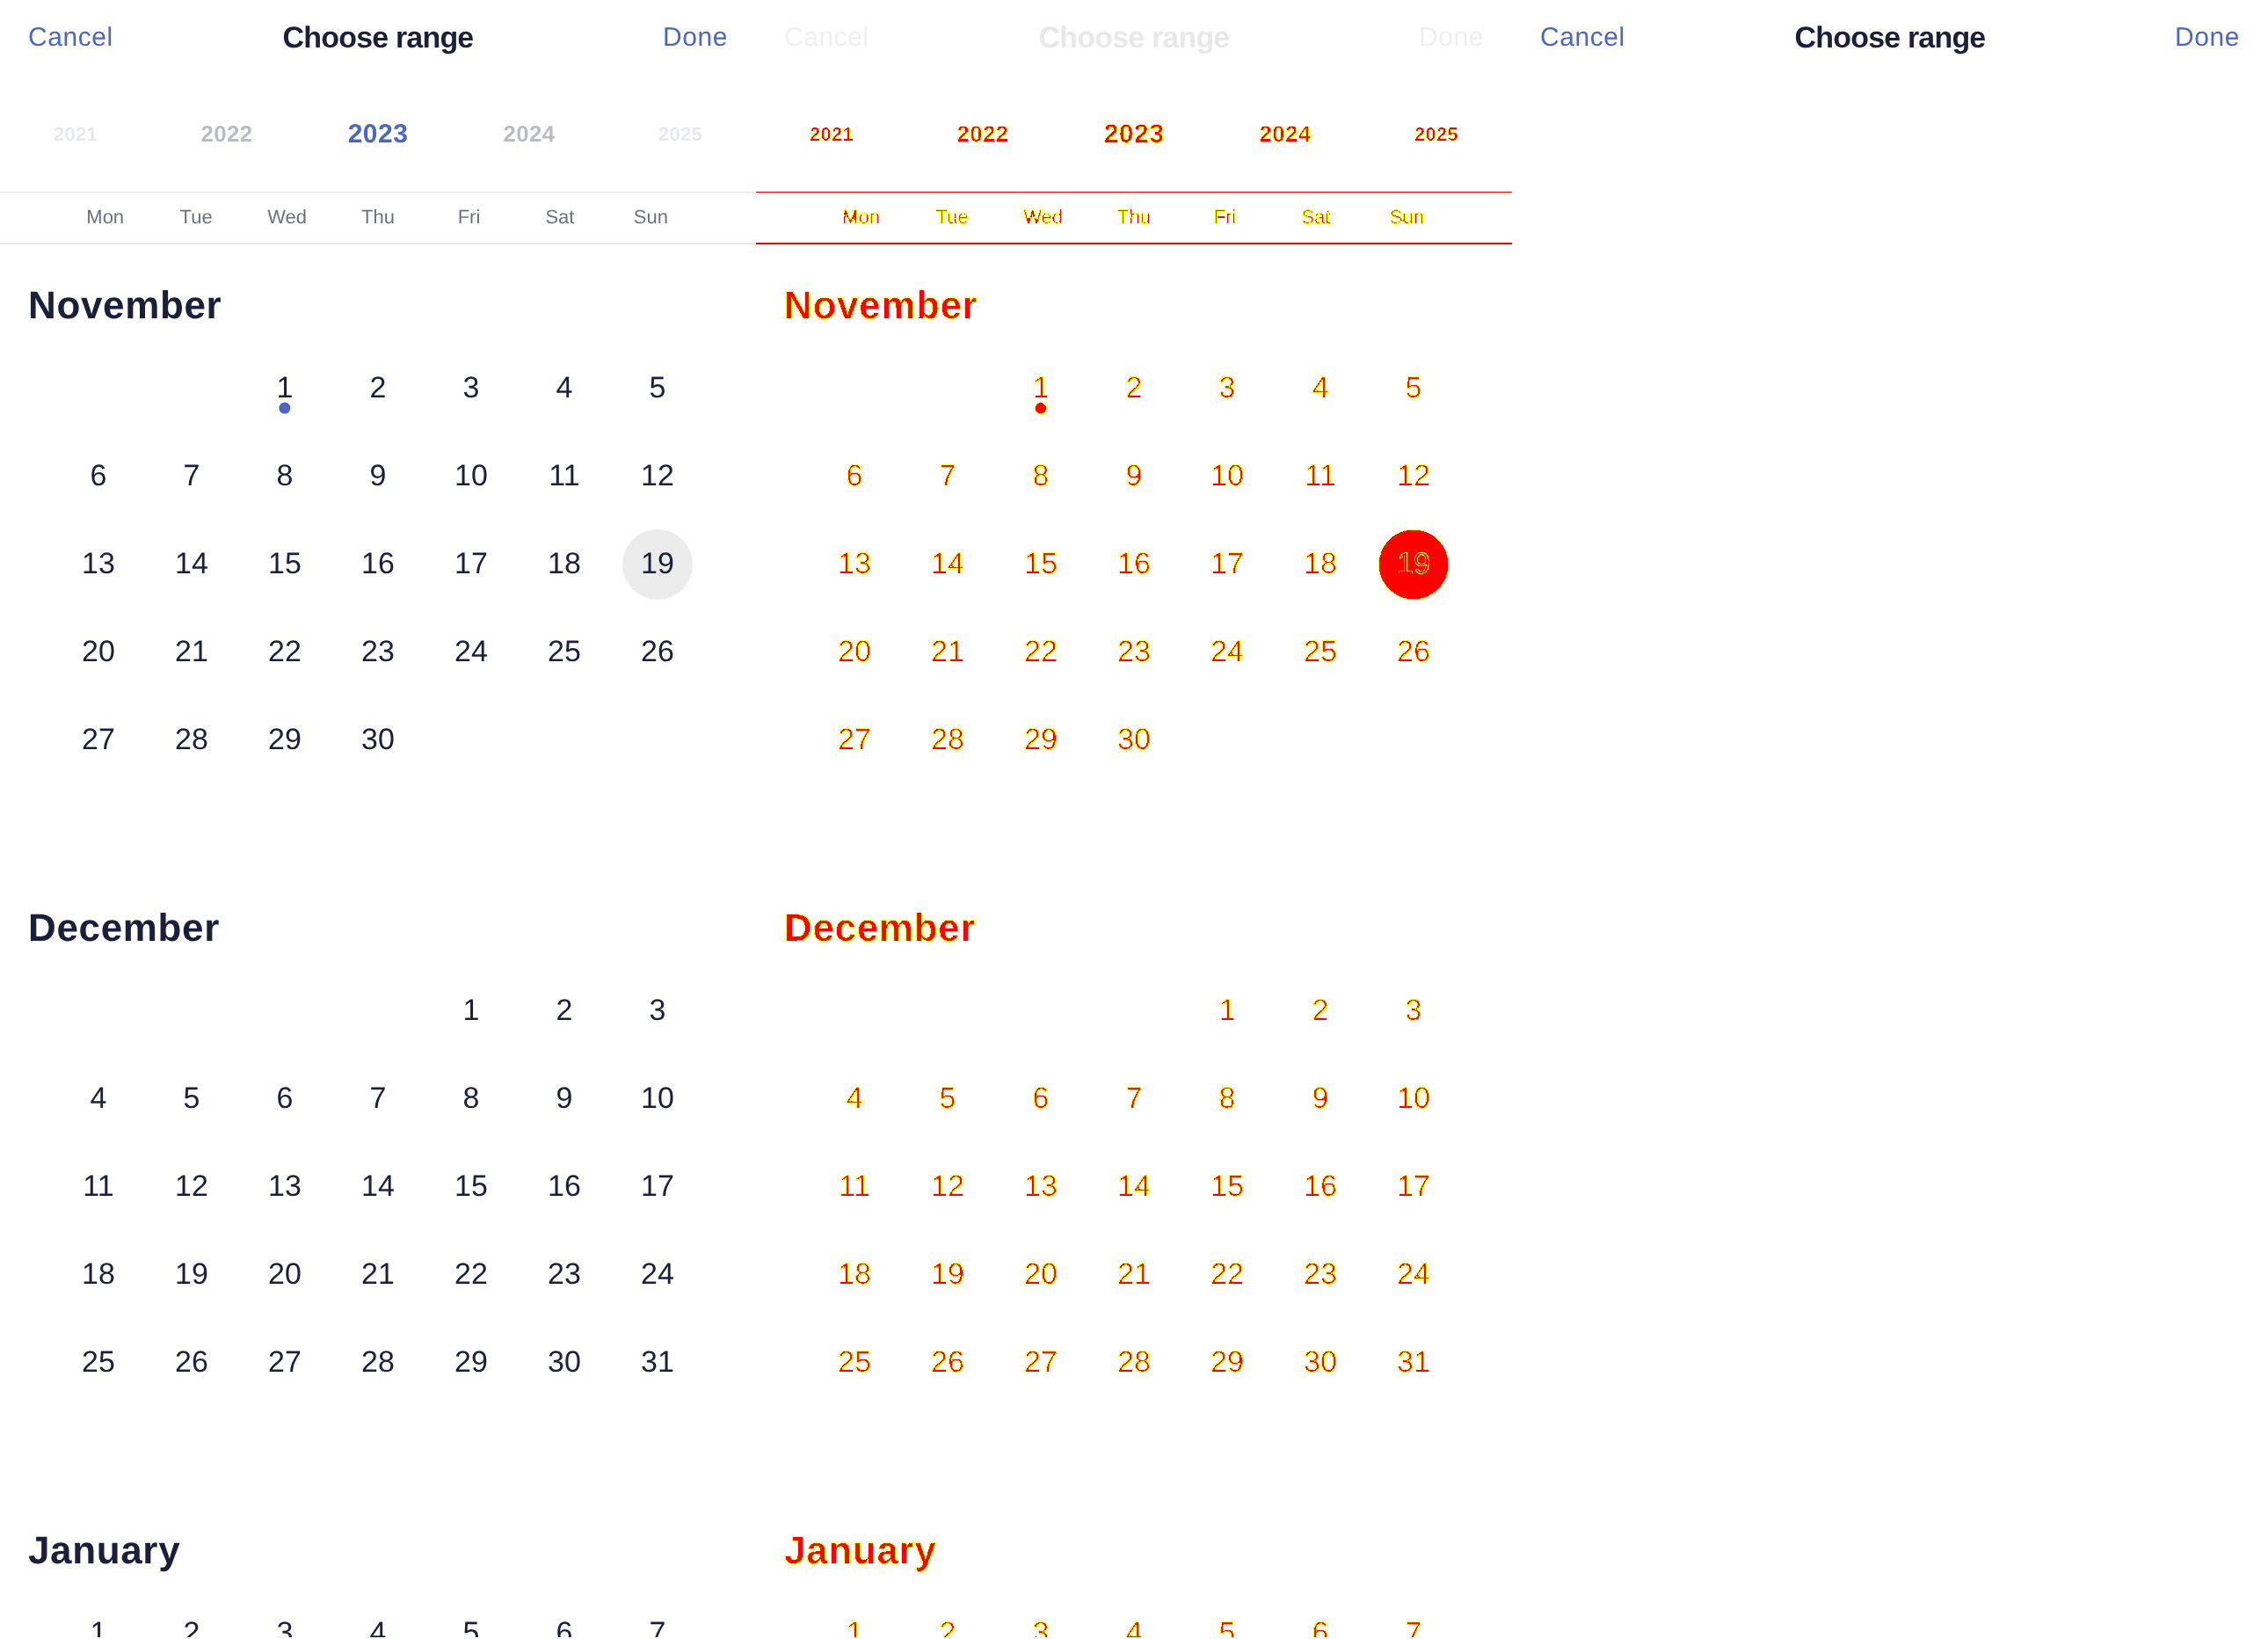 Cancel Choose range Done Cancel Choose range Done Cancel Choose range Done
2021 2022 2023 2024 2025 2021 2022 2023 2024 2025
Mon Tue Wed Thu Fri Sat Sun Mon Tue Wed Thu Fri Sat Sun
November November
1 2 3 4 5 1 2 3 4 5
6 7 8 9 10 11 12 6 7 8 9 10 11 12
13 14 15 16 17 18 19 13 14 15 16 17 18 19
20 21 22 23 24 25 26 20 21 22 23 24 25 26
27 28 29 30 27 28 29 30
December December
1 2 3 1 2 3
4 5 6 7 8 9 10 4 5 6 7 8 9 10
11 12 13 14 15 16 17 11 12 13 14 15 16 17
18 19 20 21 22 23 24 18 19 20 21 22 23 24
25 26 27 28 29 30 31 25 26 27 28 29 30 31
January January
1 2 3 4 5 6 7 1 2 3 4 5 6 7